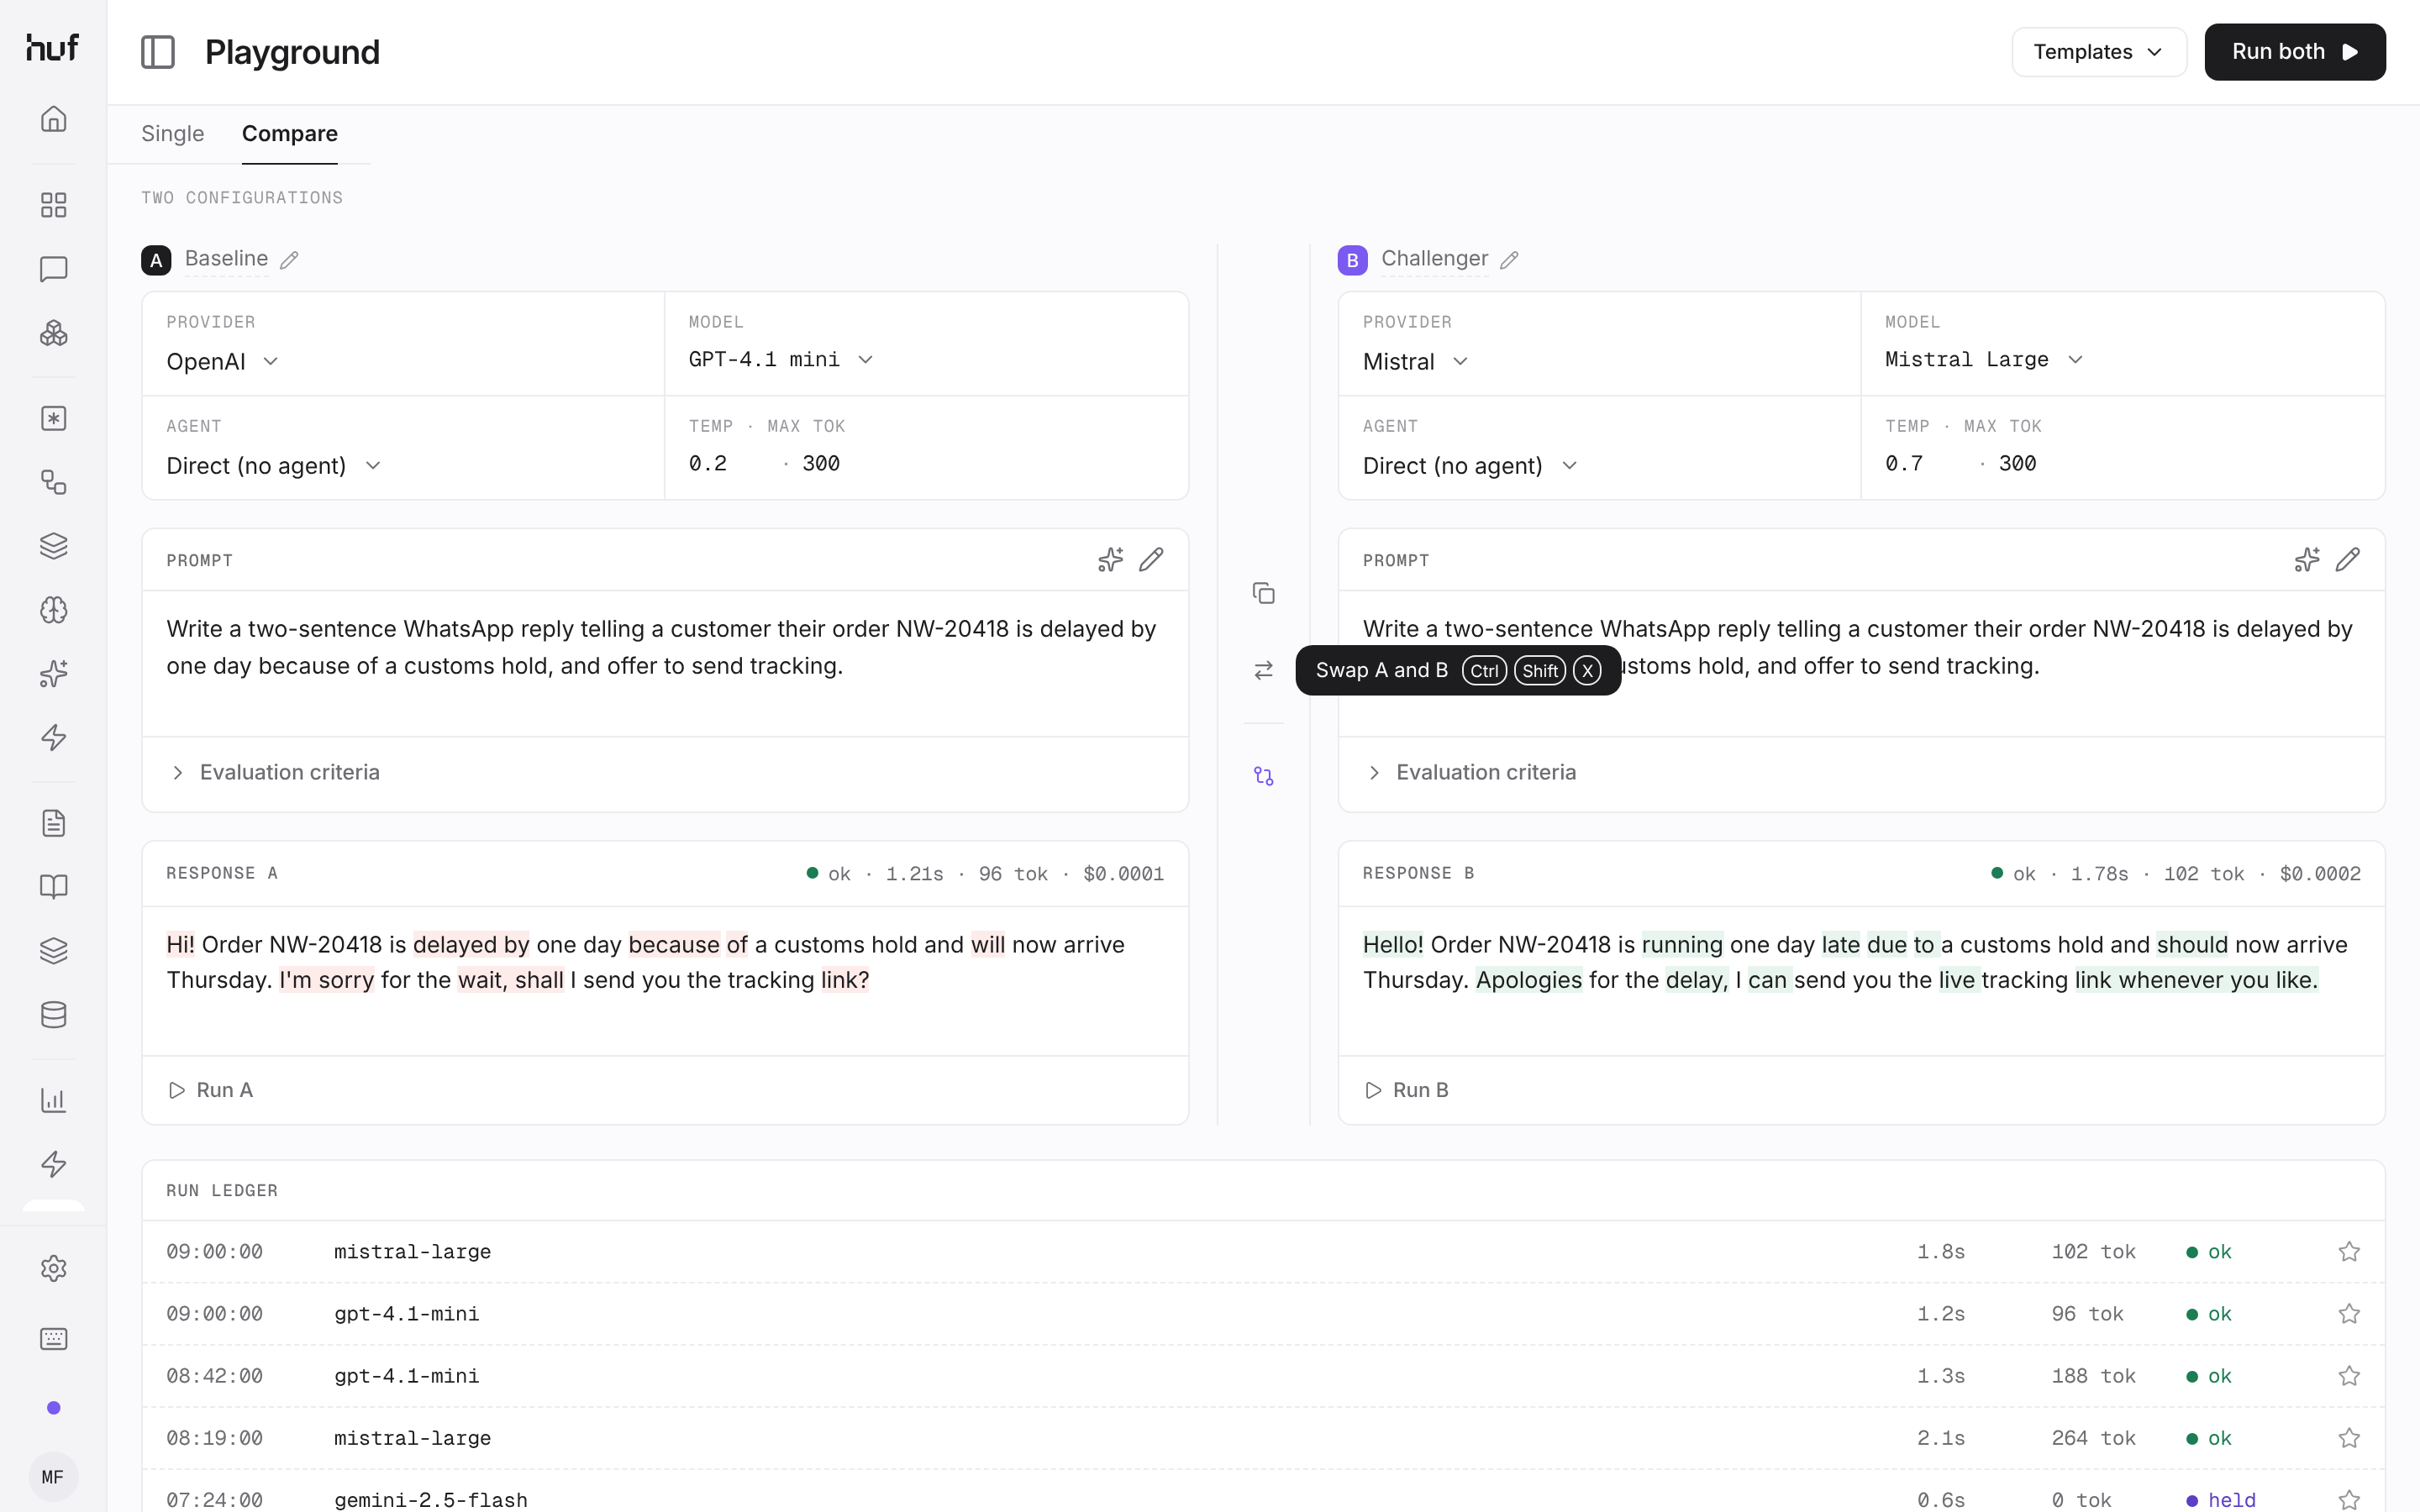 huf
Playground
Templates
Run both
Single
Compare
TWO CONFIGURATIONS
A Baseline
PROVIDER
OpenAI
MODEL
GPT-4.1 mini
AGENT
Direct (no agent)
TEMP · MAX TOK
0.2 · 300
PROMPT
Write a two-sentence WhatsApp reply telling a customer their order NW-20418 is delayed by
one day because of a customs hold, and offer to send tracking.
Evaluation criteria
RESPONSE A
ok · 1.21s · 96 tok · $0.0001
Hi! Order NW-20418 is delayed by one day because of a customs hold and will now arrive
Thursday. I'm sorry for the wait, shall I send you the tracking link?
Run A
Swap A and B Ctrl Shift X
B Challenger
PROVIDER
Mistral
MODEL
Mistral Large
AGENT
Direct (no agent)
TEMP · MAX TOK
0.7 · 300
PROMPT
Write a two-sentence WhatsApp reply telling a customer their order NW-20418 is delayed by
ustoms hold, and offer to send tracking.
Evaluation criteria
RESPONSE B
ok · 1.78s · 102 tok · $0.0002
Hello! Order NW-20418 is running one day late due to a customs hold and should now arrive
Thursday. Apologies for the delay, I can send you the live tracking link whenever you like.
Run B
RUN LEDGER
09:00:00 mistral-large 1.8s 102 tok ok
09:00:00 gpt-4.1-mini 1.2s 96 tok ok
08:42:00 gpt-4.1-mini 1.3s 188 tok ok
08:19:00 mistral-large 2.1s 264 tok ok
07:24:00 gemini-2.5-flash 0.6s 0 tok held
MF